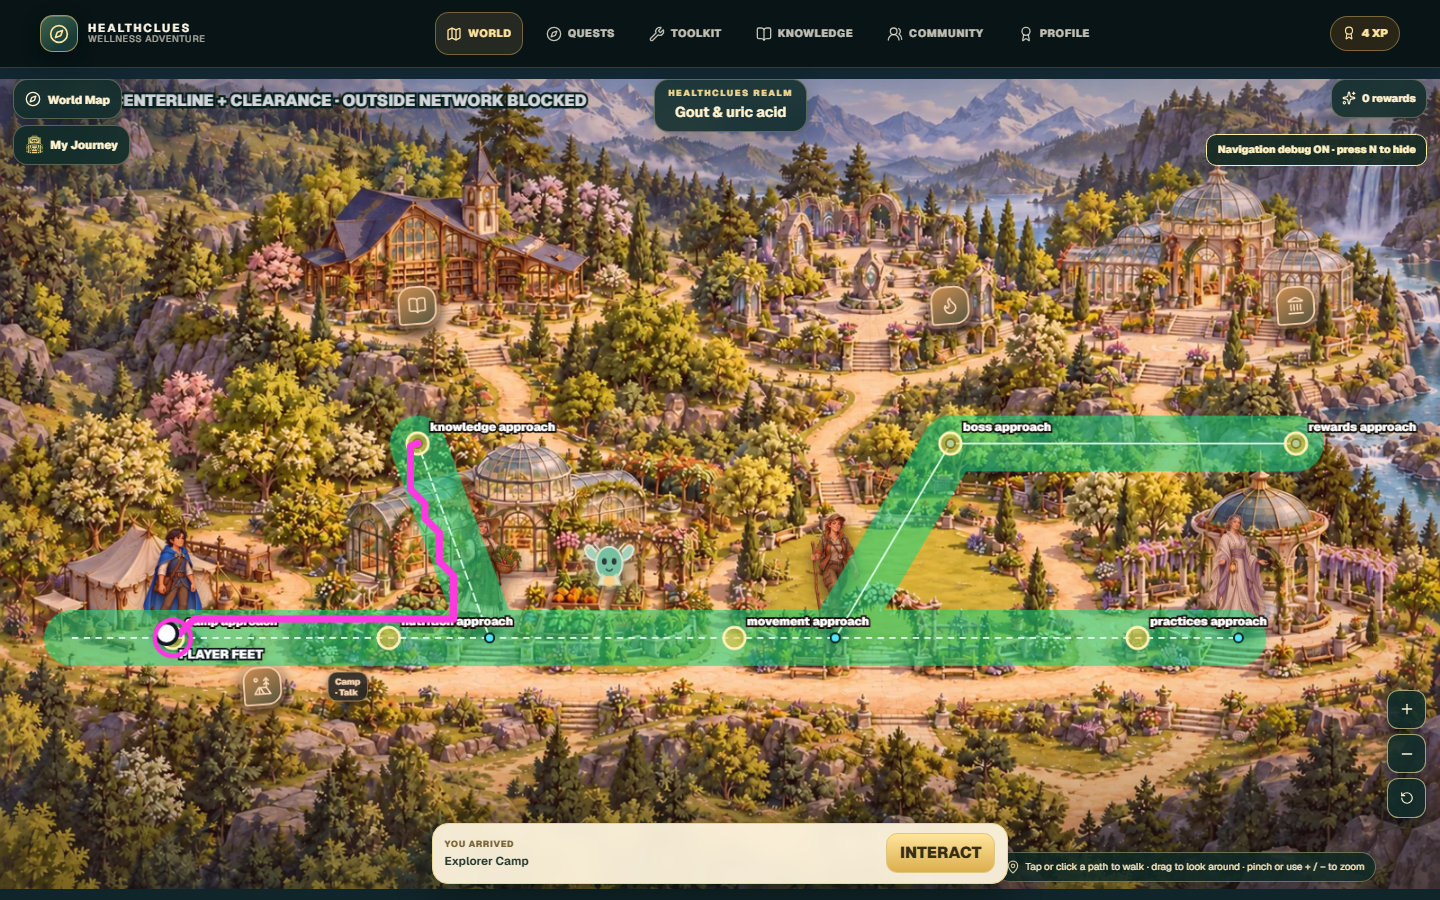 HEALTHCLUES
WELLNESS ADVENTURE
WORLD
QUESTS
TOOLKIT
KNOWLEDGE
COMMUNITY
PROFILE
4 XP
World Map
ENTERLINE + CLEARANCE · OUTSIDE NETWORK BLOCKED
HEALTHCLUES REALM
Gout & uric acid
0 rewards
My Journey
Navigation debug ON · press N to hide
knowledge approach
boss approach
rewards approach
amp approach
nutrition approach
movement approach
practices approach
PLAYER FEET
Camp
· Talk
+
−
YOU ARRIVED
Explorer Camp
INTERACT
Tap or click a path to walk · drag to look around · pinch or use + / − to zoom